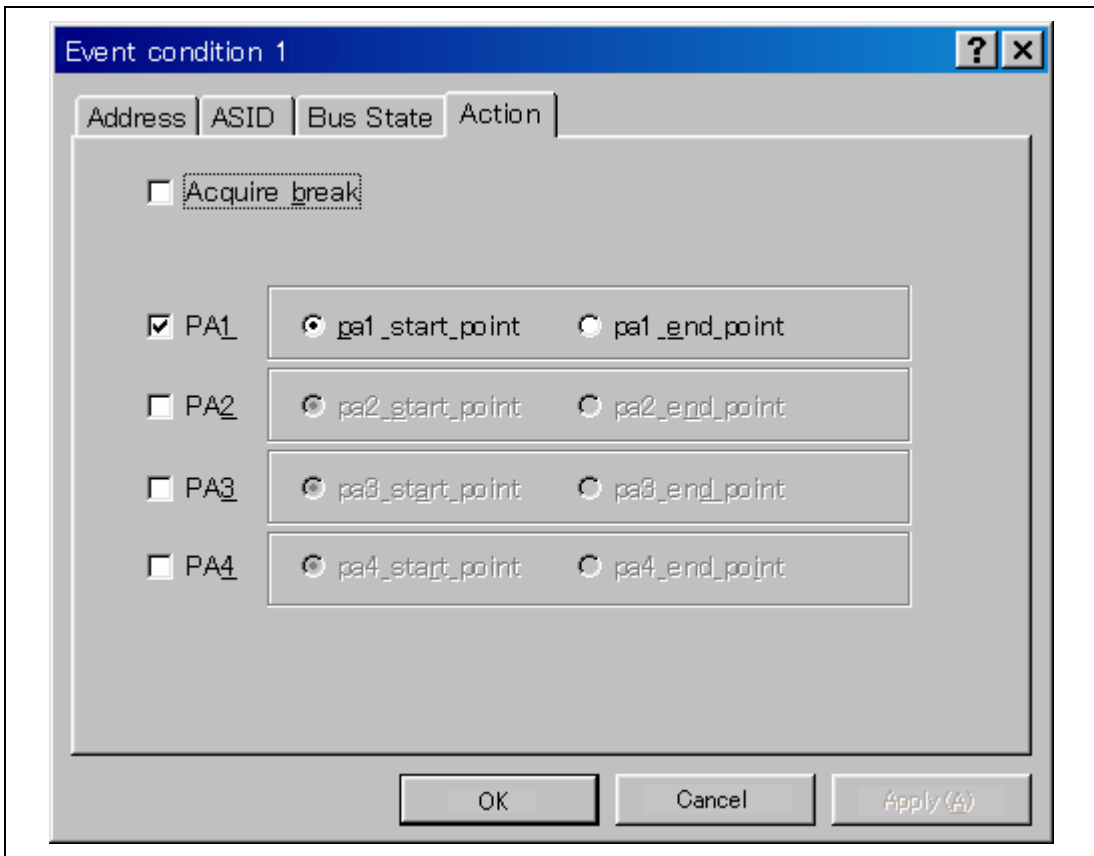 Event condition 1
Address ASID Bus State Action
Acquire break
PA1 pa1_start_point pa1_end_point
PA2 pa2_start_point pa2_end_point
PA3 pa3_start_point pa3_end_point
PA4 pa4_start_point pa4_end_point
OK Cancel Apply(A)